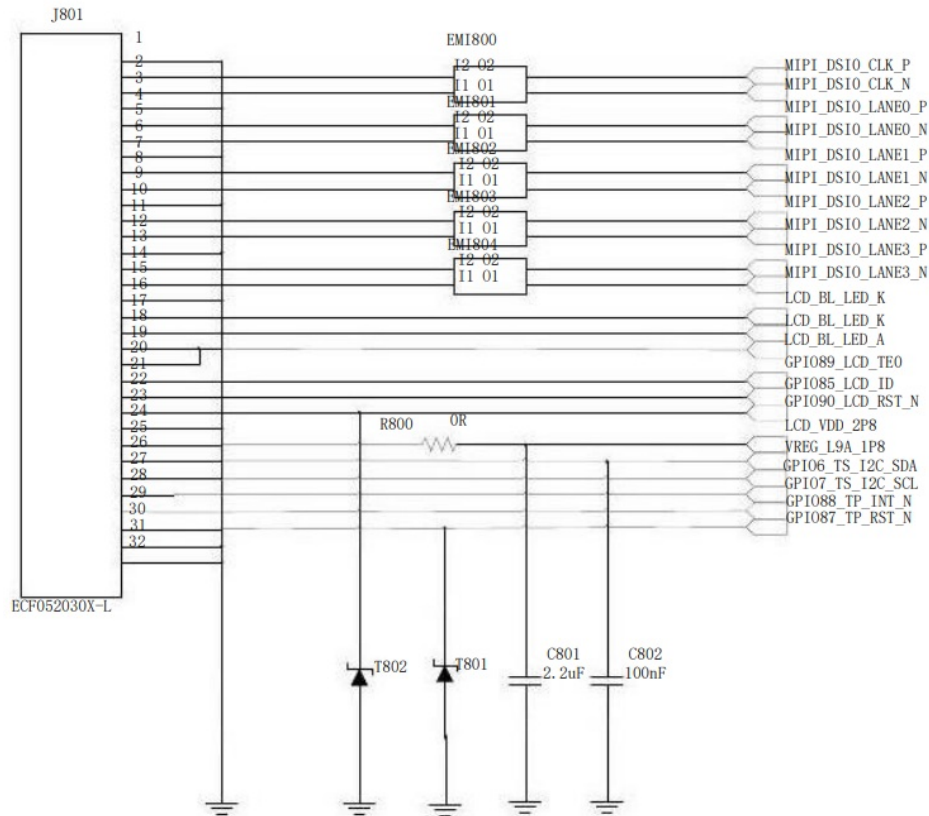 J801
1
2
3
4
5
6
7
8
9
10
11
12
13
14
15
16
17
18
19
20
21
22
23
24
25
26
27
28
29
30
31
32
ECF052030X-L
EMI800
I2 O2
I1 O1
EMI801
I2 O2
I1 O1
EMI802
I2 O2
I1 O1
EMI803
I2 O2
I1 O1
EMI804
I2 O2
I1 O1
MIPI_DSI0_CLK_P
MIPI_DSI0_CLK_N
MIPI_DSI0_LANE0_P
MIPI_DSI0_LANE0_N
MIPI_DSI0_LANE1_P
MIPI_DSI0_LANE1_N
MIPI_DSI0_LANE2_P
MIPI_DSI0_LANE2_N
MIPI_DSI0_LANE3_P
MIPI_DSI0_LANE3_N
LCD_BL_LED_K
LCD_BL_LED_K
LCD_BL_LED_A
GPIO89_LCD_TE0
GPIO85_LCD_ID
GPIO90_LCD_RST_N
LCD_VDD_2P8
VREG_L9A_1P8
GPIO6_TS_I2C_SDA
GPIO7_TS_I2C_SCL
GPIO88_TP_INT_N
GPIO87_TP_RST_N
R800
0R
T802
T801
C801
2.2uF
C802
100nF